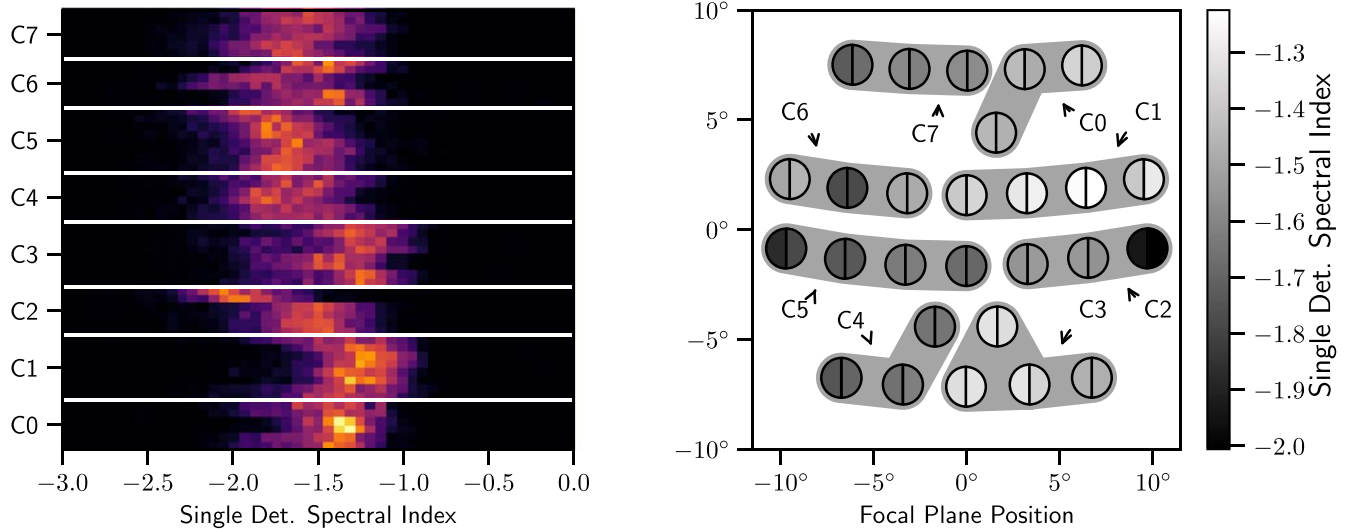 C7
C6
C5
C4
C3
C2
C1
C0
−3.0 −2.5 −2.0 −1.5 −1.0 −0.5 0.0
Single Det. Spectral Index
10°
5°
0°
−5°
−10°
C6 C7 C0 C1
C5 C4 C3 C2
−10° −5° 0° 5° 10°
Focal Plane Position
−1.3
−1.4
−1.5
−1.6
−1.7
−1.8
−1.9
−2.0
Single Det. Spectral Index